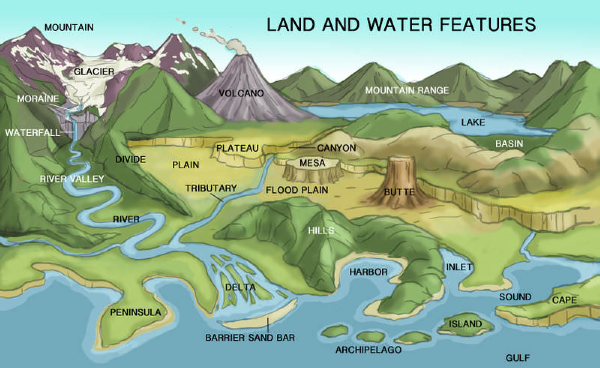 LAND AND WATER FEATURES
MOUNTAIN
GLACIER
VOLCANO
MOUNTAIN RANGE
MORAINE
WATERFALL
LAKE
BASIN
DIVIDE
PLAIN
PLATEAU
CANYON
MESA
RIVER VALLEY
TRIBUTARY
FLOOD PLAIN
BUTTE
RIVER
HILLS
HARBOR
INLET
DELTA
SOUND
CAPE
PENINSULA
BARRIER SAND BAR
ISLAND
ARCHIPELAGO
GULF